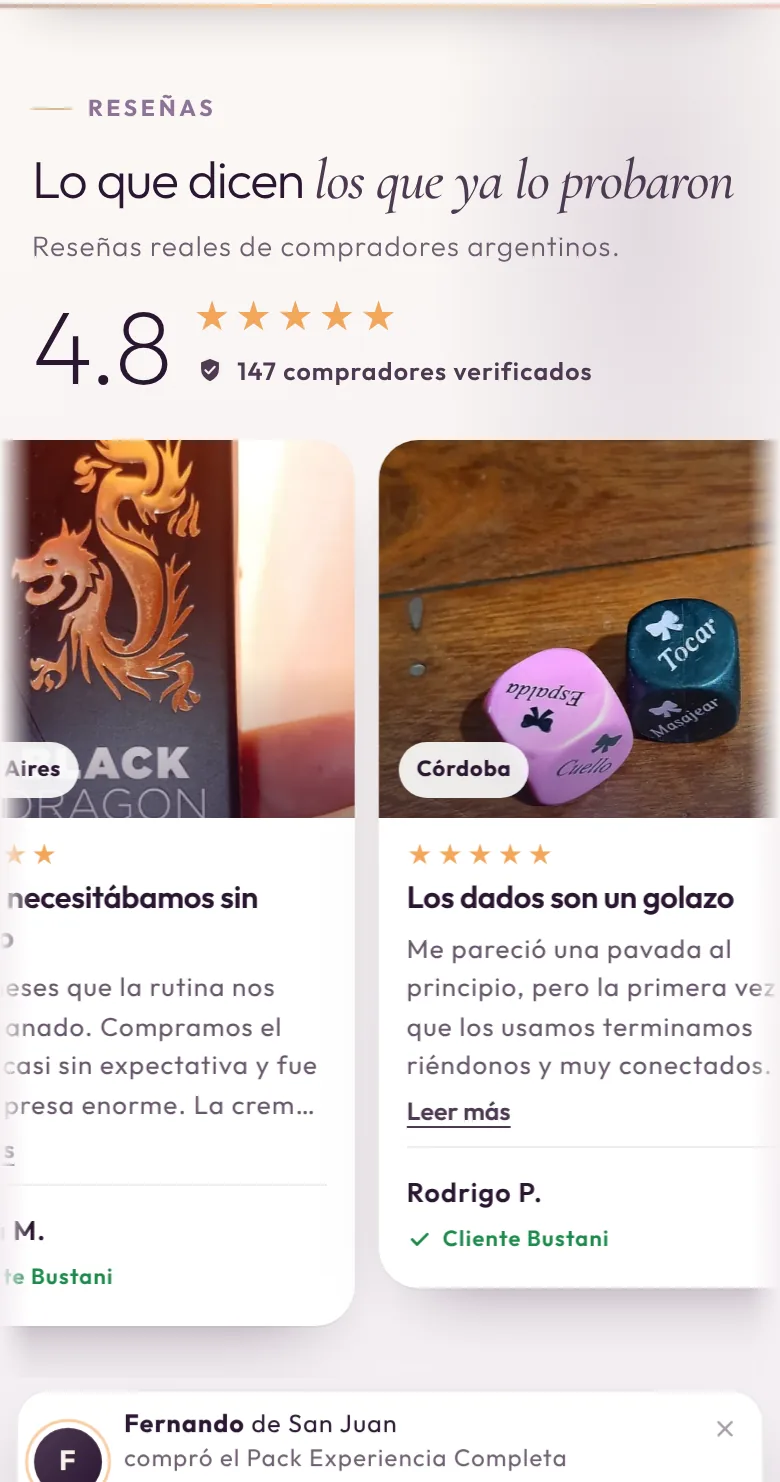 RESEÑAS
Lo que dicen los que ya lo probaron
Reseñas reales de compradores argentinos.
4.8 ★★★★★
147 compradores verificados
BLACK
DRAGON
Aires
★★
necesitábamos sin
o
eses que la rutina nos
anado. Compramos el
casi sin expectativa y fue
presa enorme. La crem…
s
M.
te Bustani
Tocar
Masajear
Espalda
Cuello
Córdoba
★★★★★
Los dados son un golazo
Me pareció una pavada al
principio, pero la primera vez
que los usamos terminamos
riéndonos y muy conectados.
Leer más
Rodrigo P.
Cliente Bustani
F
Fernando de San Juan
compró el Pack Experiencia Completa